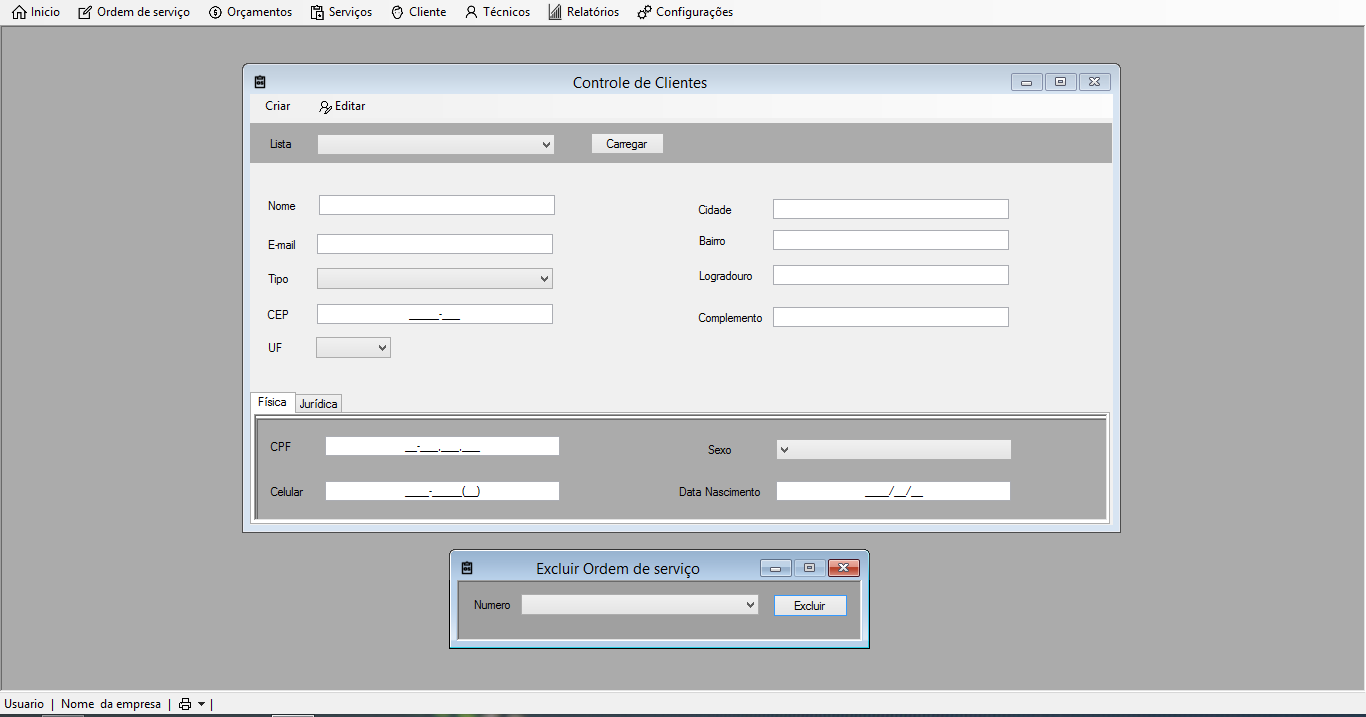 Inicio Ordem de serviço Orçamentos Serviços Cliente Técnicos Relatórios Configurações
Controle de Clientes
Criar Editar
Lista Carregar
Nome
E-mail
Tipo
CEP _____-___
UF
Cidade
Bairro
Logradouro
Complemento
Física Jurídica
CPF __-___.___.___
Sexo
Celular ____-_____(__)
Data Nascimento ____/__/__
Excluir Ordem de serviço
Numero Excluir
Usuario | Nome da empresa | |